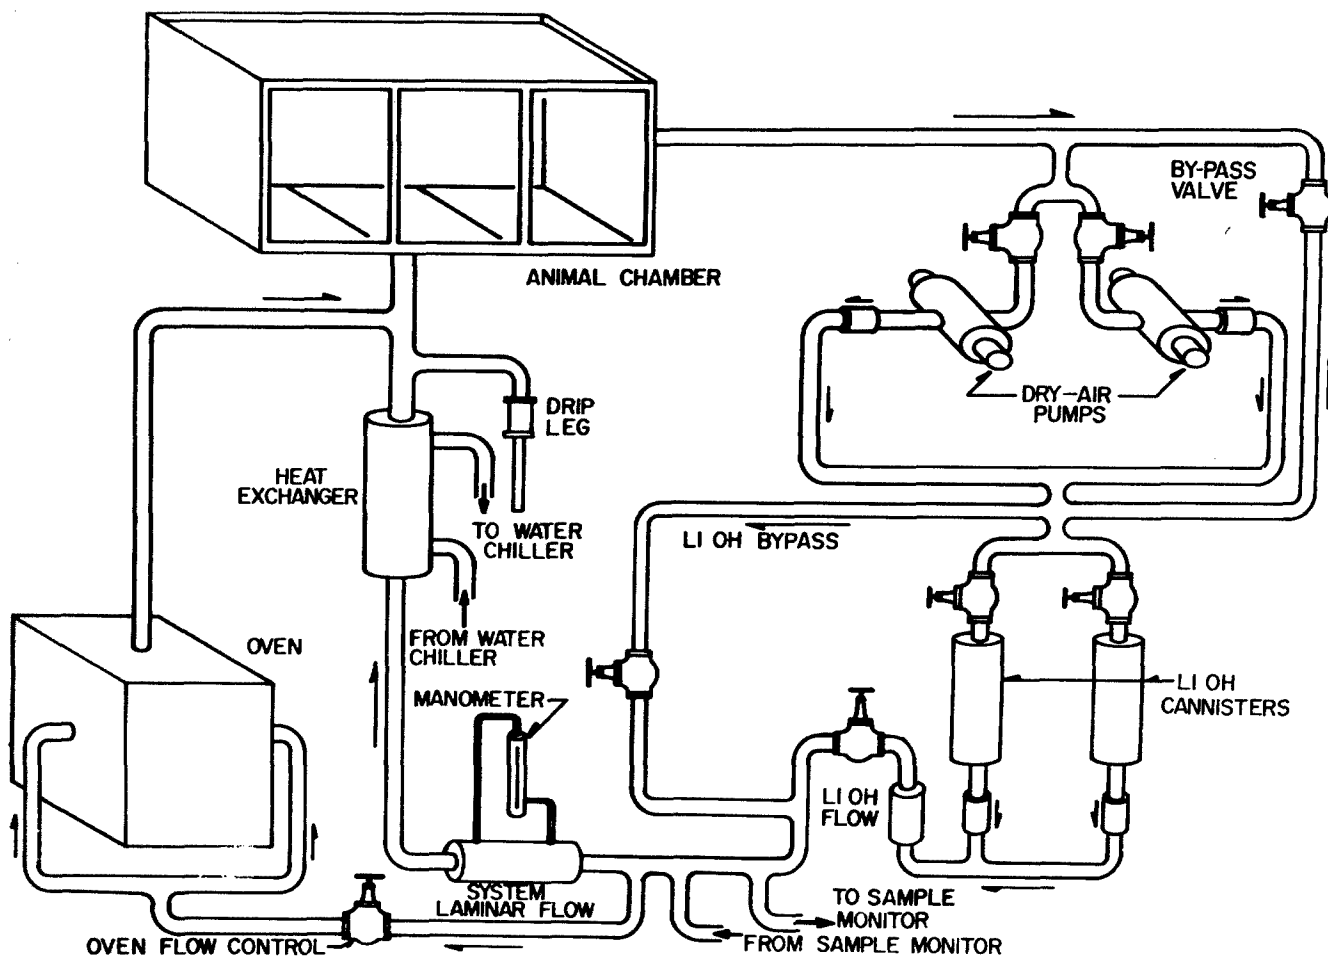 BY-PASS
VALVE
ANIMAL CHAMBER
DRY-AIR
PUMPS
DRIP
LEG
HEAT
EXCHANGER
TO WATER
CHILLER
LI OH BYPASS
FROM WATER
CHILLER
OVEN
MANOMETER
LI OH
CANNISTERS
LI OH
FLOW
SYSTEM
LAMINAR FLOW
TO SAMPLE
MONITOR
OVEN FLOW CONTROL
FROM SAMPLE MONITOR